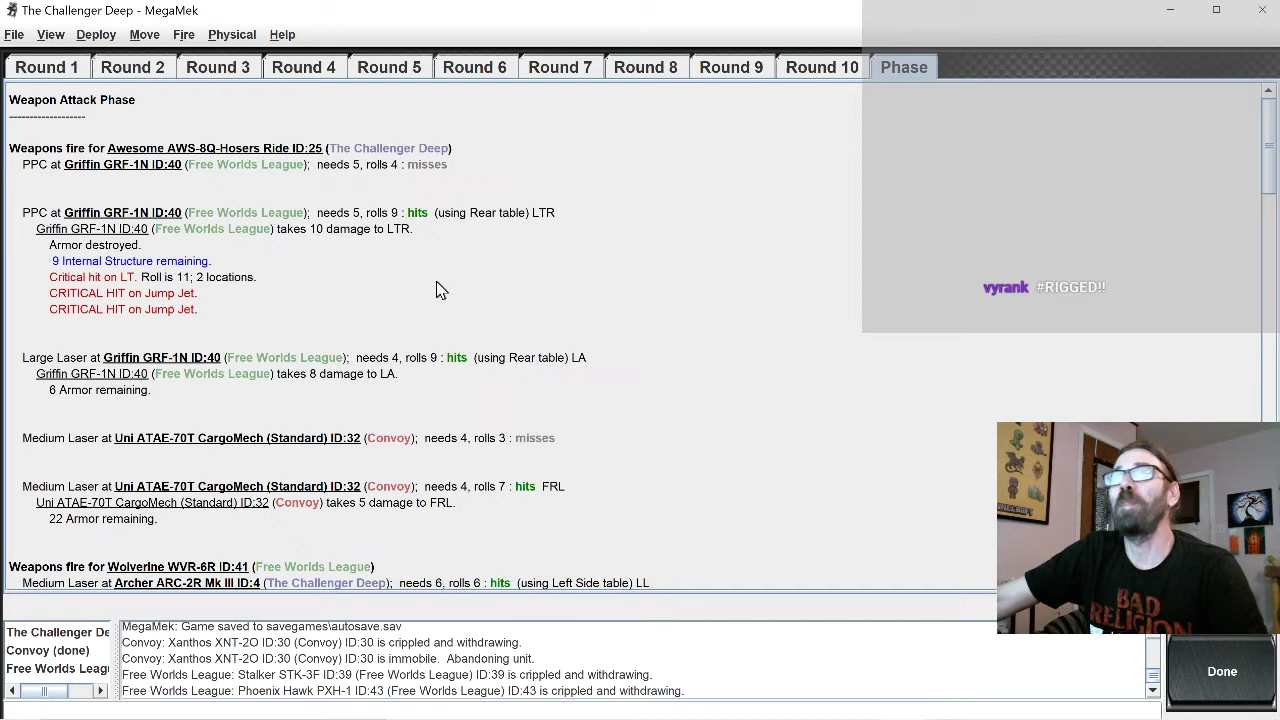 The Challenger Deep - MegaMek
File View Deploy Move Fire Physical Help
Round 1 Round 2 Round 3 Round 4 Round 5 Round 6 Round 7 Round 8 Round 9 Round 10 Phase
Weapon Attack Phase
-------------------
Weapons fire for Awesome AWS-8Q-Hosers Ride ID:25 (The Challenger Deep)
PPC at Griffin GRF-1N ID:40 (Free Worlds League); needs 5, rolls 4 : misses
PPC at Griffin GRF-1N ID:40 (Free Worlds League); needs 5, rolls 9 : hits (using Rear table) LTR
Griffin GRF-1N ID:40 (Free Worlds League) takes 10 damage to LTR.
Armor destroyed.
9 Internal Structure remaining.
Critical hit on LT. Roll is 11; 2 locations.
CRITICAL HIT on Jump Jet.
CRITICAL HIT on Jump Jet.
vyrank #RIGGED!!
Large Laser at Griffin GRF-1N ID:40 (Free Worlds League); needs 4, rolls 9 : hits (using Rear table) LA
Griffin GRF-1N ID:40 (Free Worlds League) takes 8 damage to LA.
6 Armor remaining.
Medium Laser at Uni ATAE-70T CargoMech (Standard) ID:32 (Convoy); needs 4, rolls 3 : misses
Medium Laser at Uni ATAE-70T CargoMech (Standard) ID:32 (Convoy); needs 4, rolls 7 : hits FRL
Uni ATAE-70T CargoMech (Standard) ID:32 (Convoy) takes 5 damage to FRL.
22 Armor remaining.
Weapons fire for Wolverine WVR-6R ID:41 (Free Worlds League)
Medium Laser at Archer ARC-2R Mk III ID:4 (The Challenger Deep); needs 6, rolls 6 : hits (using Left Side table) LL
BAD
RELIGION
The Challenger De
Convoy (done)
Free Worlds Leagu
MegaMek: Game saved to savegames\autosave.sav
Convoy: Xanthos XNT-2O ID:30 (Convoy) ID:30 is crippled and withdrawing.
Convoy: Xanthos XNT-2O ID:30 (Convoy) ID:30 is immobile. Abandoning unit.
Free Worlds League: Stalker STK-3F ID:39 (Free Worlds League) ID:39 is crippled and withdrawing.
Free Worlds League: Phoenix Hawk PXH-1 ID:43 (Free Worlds League) ID:43 is crippled and withdrawing.
Done